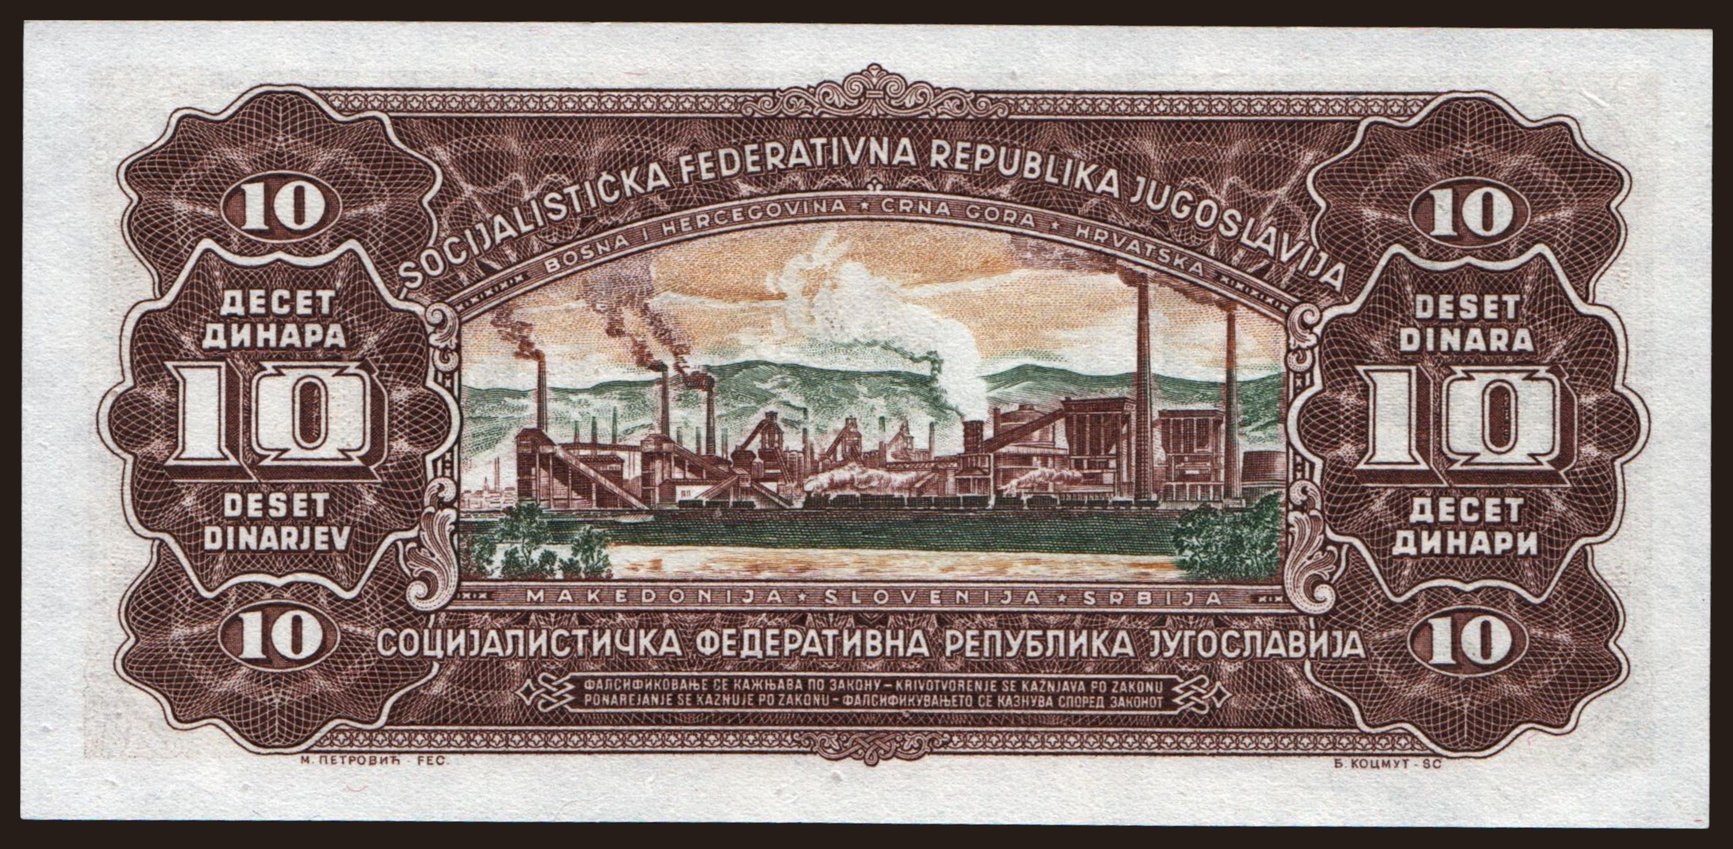 SOCIJALISTIČKA FEDERATIVNA REPUBLIKA JUGOSLAVIJA
BOSNA I HERCEGOVINA ★ CRNA GORA ★ HRVATSKA
10
10
ДЕСЕТ
ДИНАРА
10
DESET
DINARJEV
DESET
DINARA
10
ДЕСЕТ
ДИНАРИ
MAKEDONIJA ★ SLOVENIJA ★ SRBIJA
10
СОЦИЈАЛИСТИЧКА ФЕДЕРАТИВНА РЕПУБЛИКА ЈУГОСЛАВИЈА
10
ФАЛСИФИКОВАЊЕ СЕ КАЖЊАВА ПО ЗАКОНУ – KRIVOTVORENJE SE KAZNJAVA PO ZAKONU
PONAREJANJE SE KAZNUJE PO ZAKONU – ФАЛСИФИКУВАЊЕТО СЕ КАЗНУВА СПОРЕД ЗАКОНОТ
М. ПЕТРОВИЋ - FEC.
Б. КОЦМУТ - SC